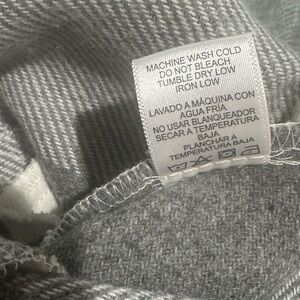 MACHINE WASH COLD
DO NOT BLEACH
TUMBLE DRY LOW
IRON LOW
LAVADO A MÁQUINA CON
AGUA FRÍA
NO USAR BLANQUEADOR
SECAR A TEMPERATURA
BAJA
PLANCHAR A
TEMPERATURA BAJA